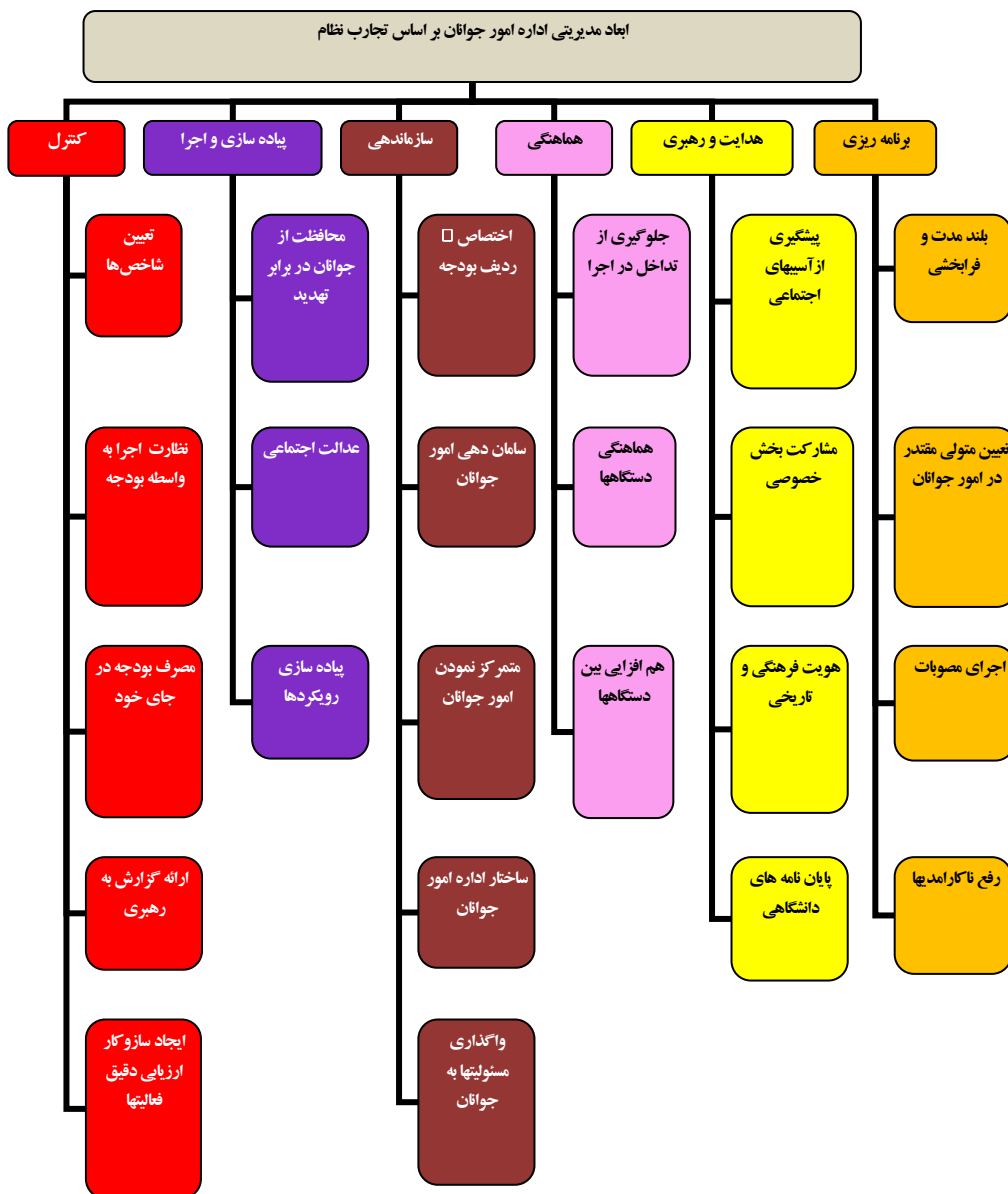 ابعاد مدیریتی اداره امور جوانان بر اساس تجارب نظام
برنامه ریزی
بلند مدت و
فرابخشی
تعیین متولی مقتدر
در امور جوانان
اجرای مصوبات
رفع ناکارامدیها
هدایت و رهبری
پیشگیری
ازآسیبهای
اجتماعی
مشارکت بخش
خصوصی
هویت فرهنگی و
تاریخی
پایان نامه های
دانشگاهی
هماهنگی
جلوگیری از
تداخل در اجرا
هماهنگی
دستگاهها
هم افزایی بین
دستگاهها
سازماندهی
اختصاص □
ردیف بودجه
سامان دهی امور
جوانان
متمرکز نمودن
امور جوانان
ساختار اداره امور
جوانان
واگذاری
مسئولیتها به
جوانان
پیاده سازی و اجرا
محافظت از
جوانان در برابر
تهدید
عدالت اجتماعی
پیاده سازی
رویکردها
کنترل
تعیین
شاخص‌ها
نظارت اجرا به
واسطه بودجه
مصرف بودجه در
جای خود
ارائه گزارش به
رهبری
ایجاد سازوکار
ارزیابی دقیق
فعالیتها